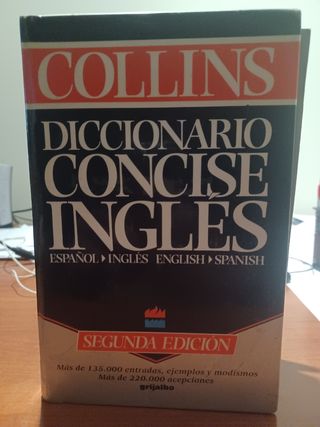 COLLINS
DICCIONARIO
CONCISE
INGLÉS
ESPAÑOL ▸ INGLÉS ENGLISH ▸ SPANISH
SEGUNDA EDICIÓN
Más de 135.000 entradas, ejemplos y modismos
Más de 220.000 acepciones
grijalbo